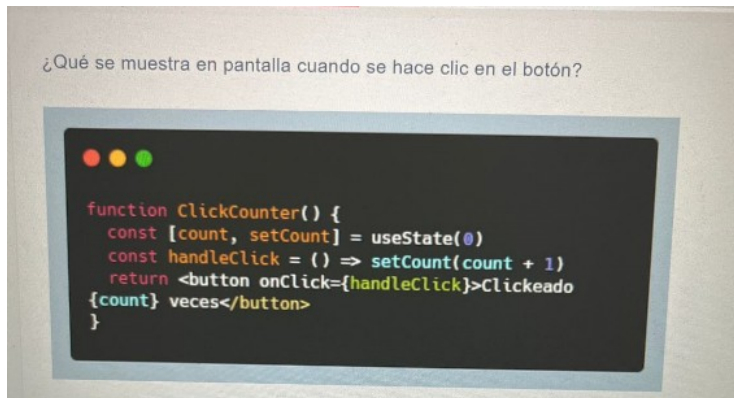 ¿Qué se muestra en pantalla cuando se hace clic en el botón?
function ClickCounter() {
const [count, setCount] = useState(0)
const handleClick = () => setCount(count + 1)
return <button onClick={handleClick}>Clickeado
{count} veces</button>
}